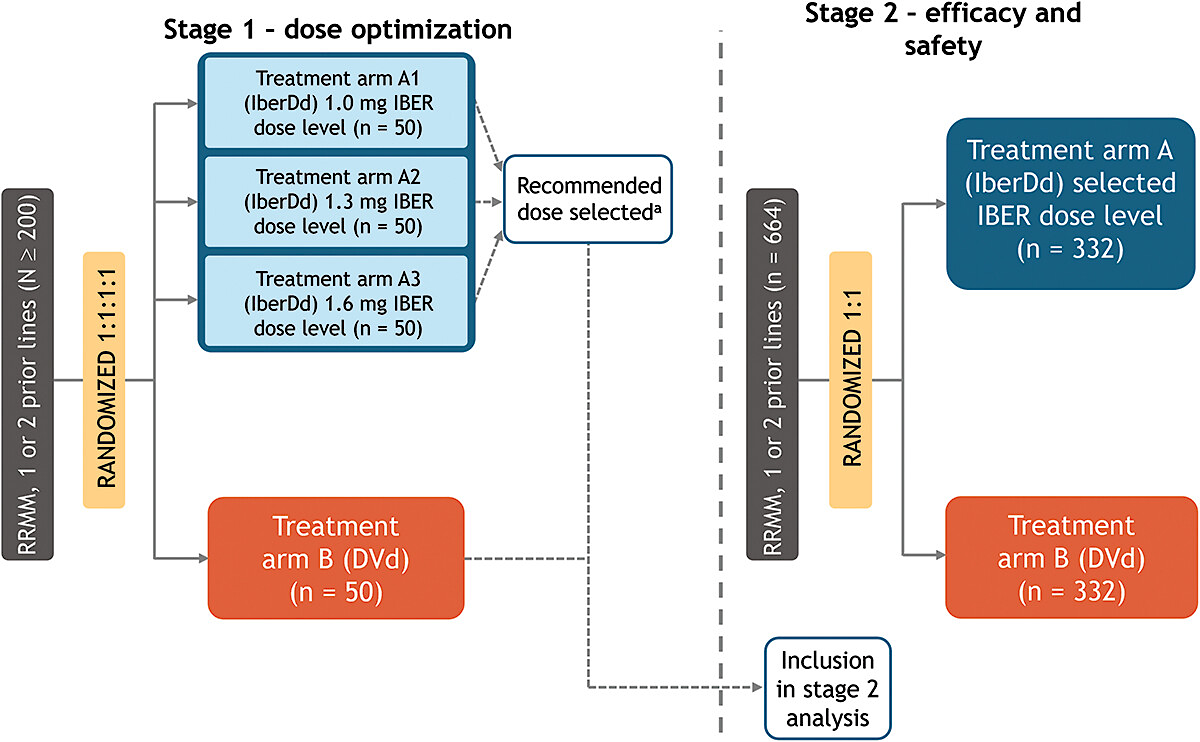 Stage 1 – dose optimization
Treatment arm A1
(IberDd) 1.0 mg IBER
dose level (n = 50)
Treatment arm A2
(IberDd) 1.3 mg IBER
dose level (n = 50)
Treatment arm A3
(IberDd) 1.6 mg IBER
dose level (n = 50)
Recommended
dose selectedᵃ
RRMM, 1 or 2 prior lines (N ≥ 200)
RANDOMIZED 1:1:1:1
Treatment
arm B (DVd)
(n = 50)
Stage 2 – efficacy and
safety
RRMM, 1 or 2 prior lines (n = 664)
RANDOMIZED 1:1
Treatment arm A
(IberDd) selected
IBER dose level
(n = 332)
Treatment
arm B (DVd)
(n = 332)
Inclusion
in stage 2
analysis